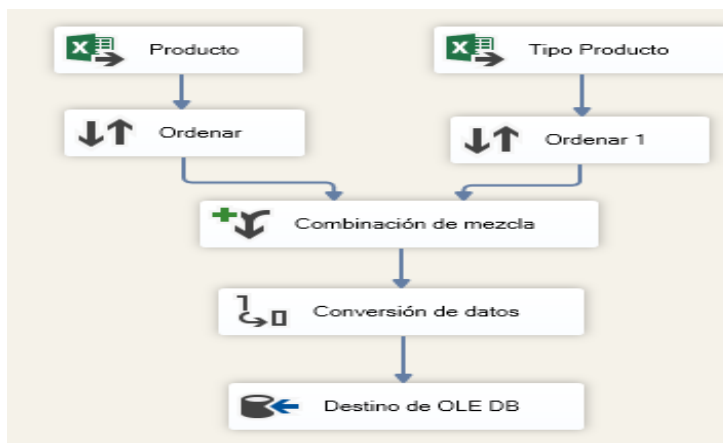 Producto
Tipo Producto
Ordenar
Ordenar 1
Combinación de mezcla
Conversión de datos
Destino de OLE DB